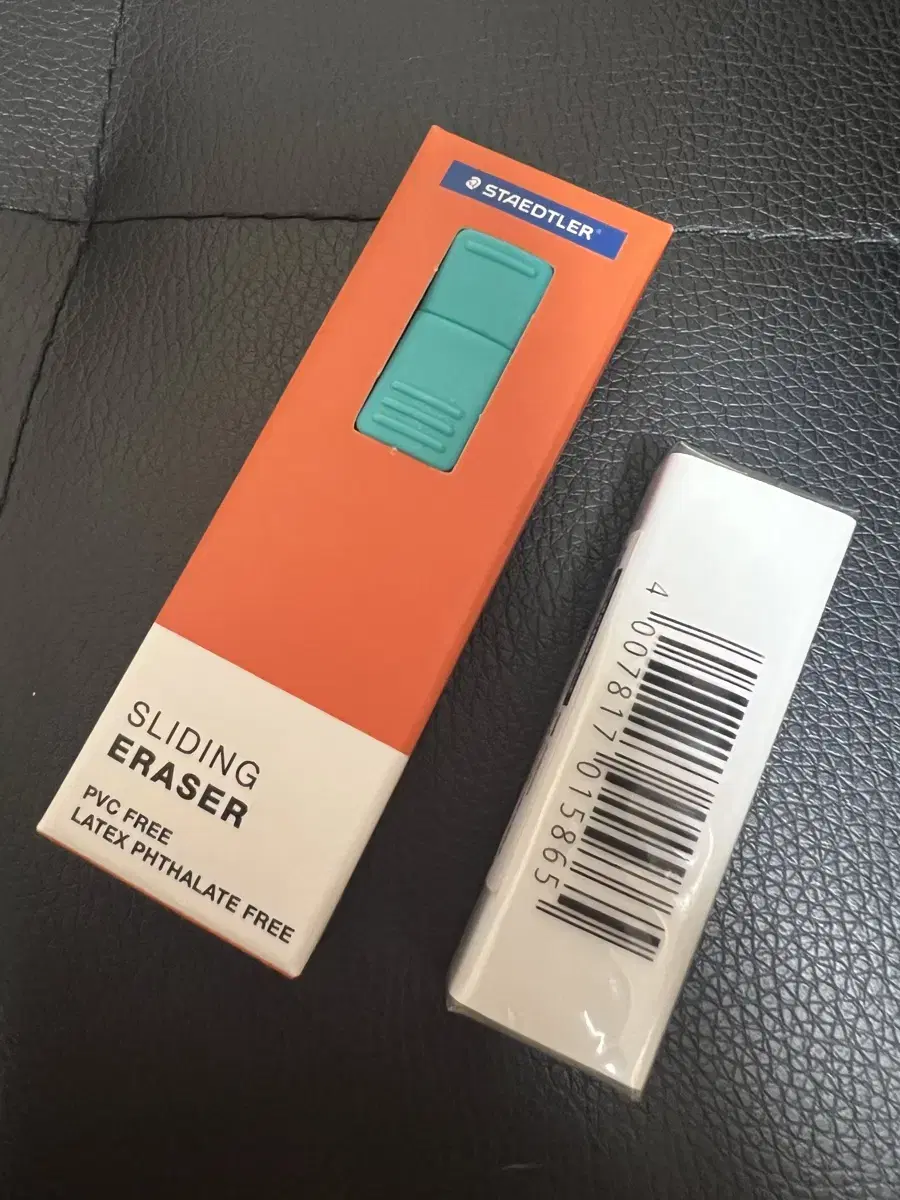 STAEDTLER
SLIDING
ERASER
PVC FREE
LATEX PHTHALATE FREE
4 007817 015865